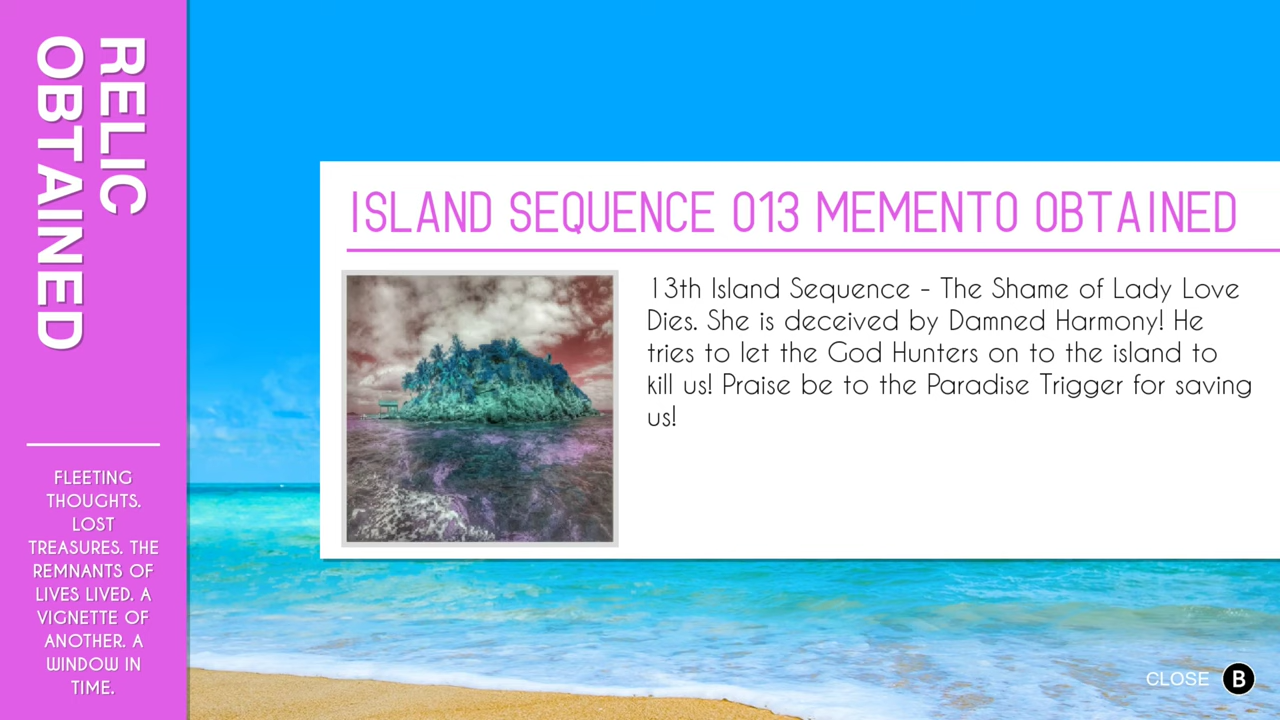 RELIC
OBTAINED
FLEETING
THOUGHTS.
LOST
TREASURES. THE
REMNANTS OF
LIVES LIVED. A
VIGNETTE OF
ANOTHER. A
WINDOW IN
TIME.
ISLAND SEQUENCE 013 MEMENTO OBTAINED
13th Island Sequence - The Shame of Lady Love
Dies. She is deceived by Damned Harmony! He
tries to let the God Hunters on to the island to
kill us! Praise be to the Paradise Trigger for saving
us!
CLOSE B